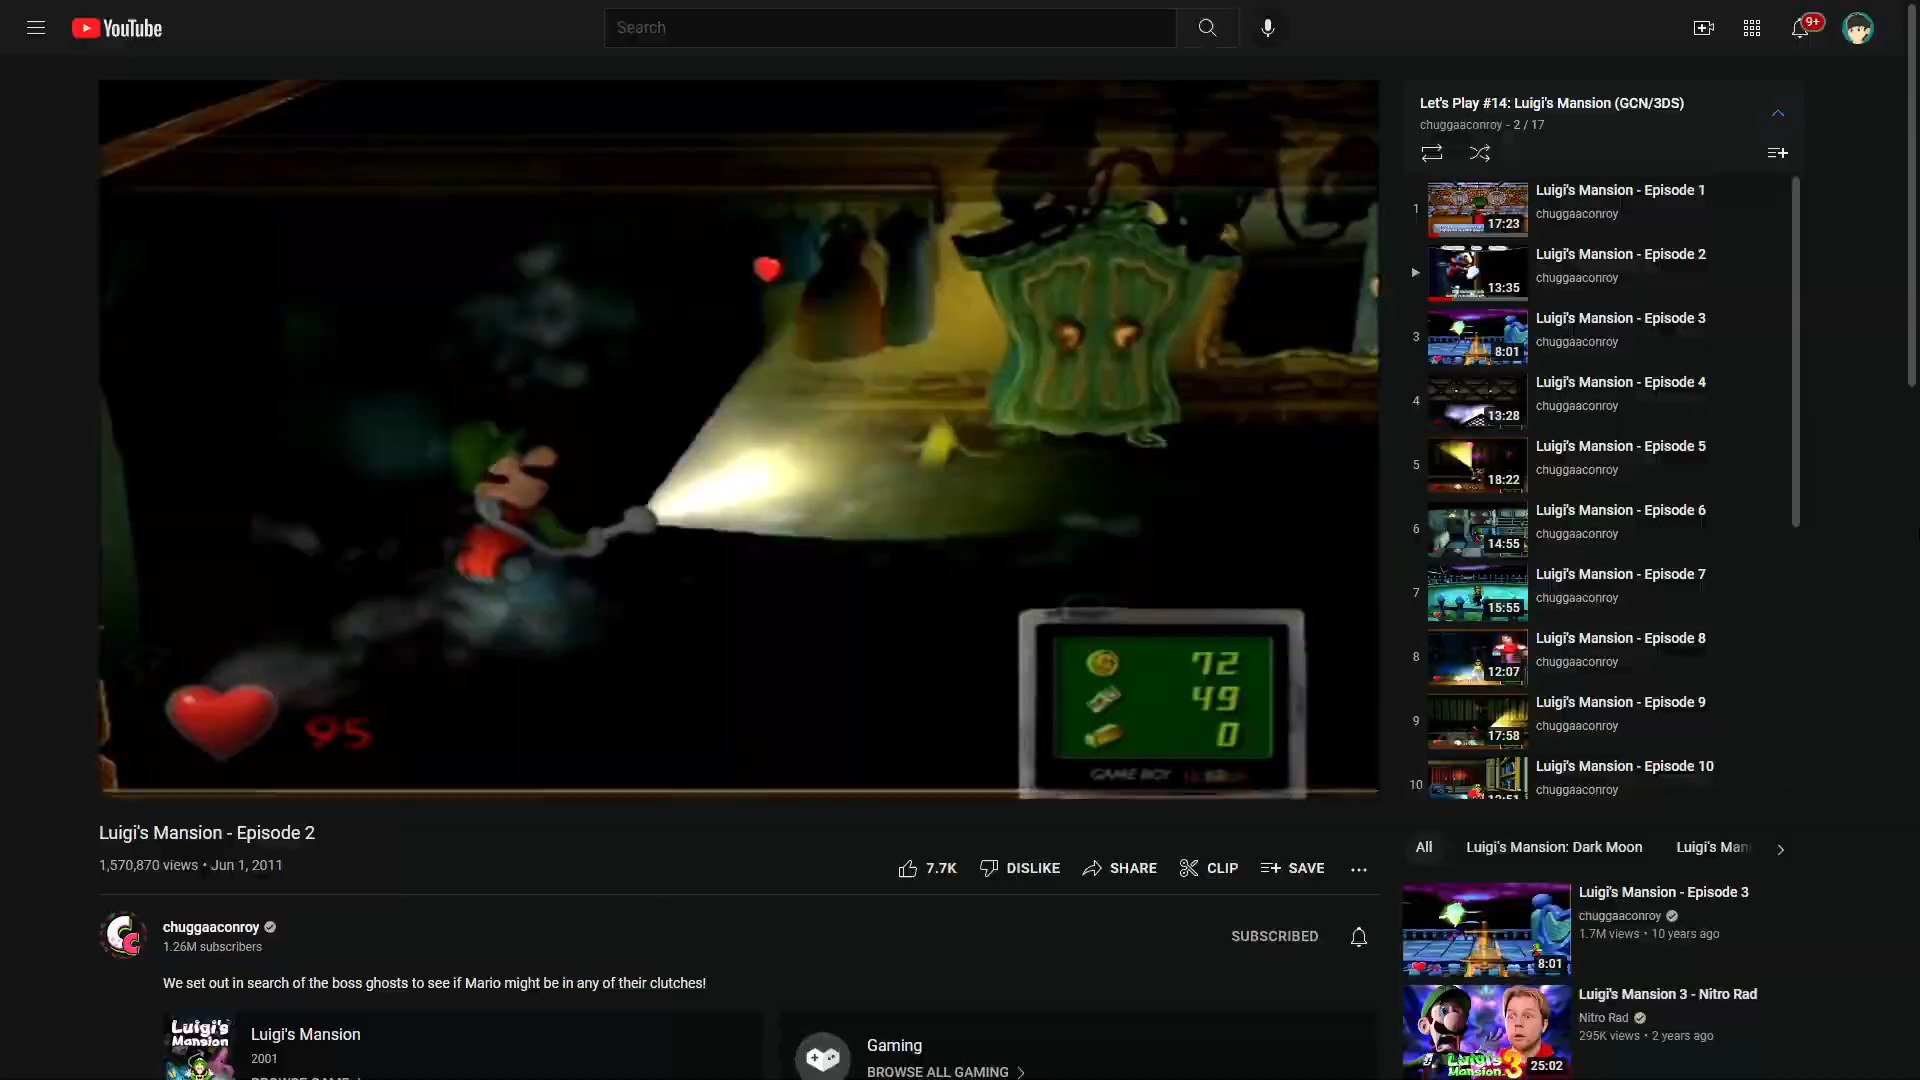 YouTube
Search
9+
Let's Play #14: Luigi's Mansion (GCN/3DS)
chuggaaconroy - 2 / 17
1
17:23
Luigi's Mansion - Episode 1
chuggaaconroy
13:35
Luigi's Mansion - Episode 2
chuggaaconroy
3
8:01
Luigi's Mansion - Episode 3
chuggaaconroy
4
13:28
Luigi's Mansion - Episode 4
chuggaaconroy
5
18:22
Luigi's Mansion - Episode 5
chuggaaconroy
6
14:55
Luigi's Mansion - Episode 6
chuggaaconroy
7
15:55
Luigi's Mansion - Episode 7
chuggaaconroy
8
12:07
Luigi's Mansion - Episode 8
chuggaaconroy
9
17:58
Luigi's Mansion - Episode 9
chuggaaconroy
10
Luigi's Mansion - Episode 10
chuggaaconroy
72
49
0
GAME BOY
95
Luigi's Mansion - Episode 2
1,570,870 views • Jun 1, 2011
7.7K DISLIKE SHARE CLIP SAVE
chuggaaconroy
1.26M subscribers
SUBSCRIBED
We set out in search of the boss ghosts to see if Mario might be in any of their clutches!
Luigi's
Mansion
Luigi's Mansion
2001
BROWSE GAME
Gaming
BROWSE ALL GAMING
All Luigi's Mansion: Dark Moon Luigi's Man
8:01
Luigi's Mansion - Episode 3
chuggaaconroy
1.7M views • 10 years ago
Luigi's
Mansion 3
25:02
Luigi's Mansion 3 - Nitro Rad
Nitro Rad
295K views • 2 years ago